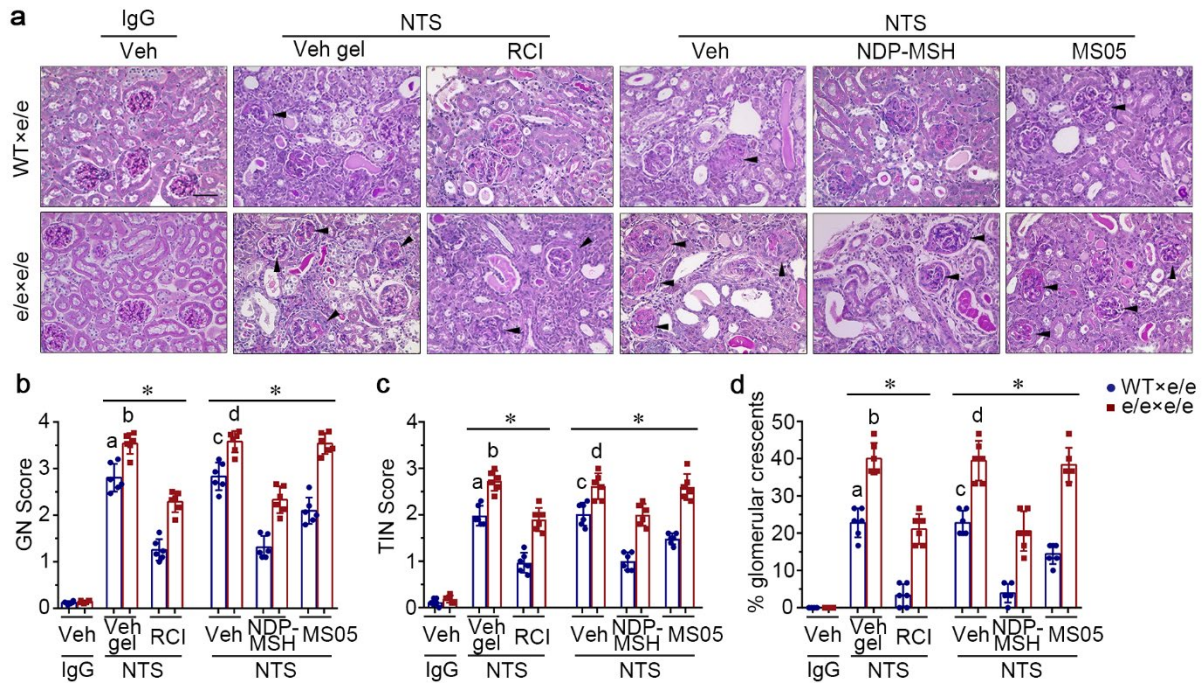 a
IgG
NTS
NTS
Veh
Veh gel
RCI
Veh
NDP-MSH
MS05
WT×e/e
e/e×e/e
b
GN Score
4
3
2
1
0
*
*
a
b
c
d
Veh
Veh gel
RCI
Veh
NDP-
MSH
MS05
IgG
NTS
NTS
c
TIN Score
4
3
2
1
0
*
*
a
b
c
d
Veh
Veh gel
RCI
Veh
NDP-
MSH
MS05
IgG
NTS
NTS
d
% glomerular crescents
50
40
30
20
10
0
*
*
a
b
c
d
WT×e/e
e/e×e/e
Veh
Veh gel
RCI
Veh
NDP-
MSH
MS05
IgG
NTS
NTS